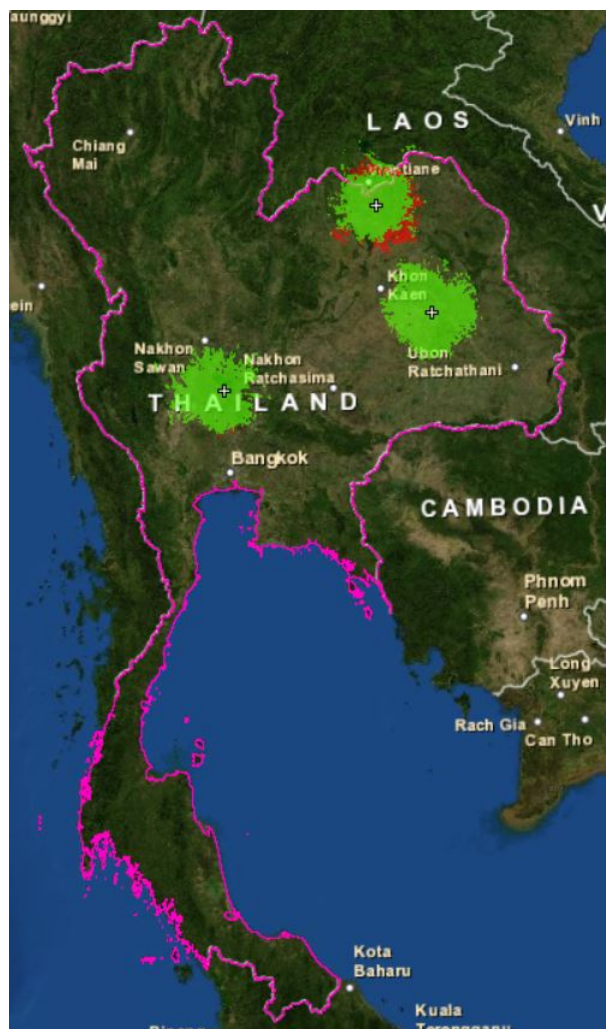 aunggyi
LAOS
Vinh
Chiang
Mai
ntiane
V
ein
Khon
Kaen
Nakhon
Sawan
Nakhon
Ratchasima
Ubon
Ratchathani
THAILAND
Bangkok
CAMBODIA
Phnom
Penh
Long
Xuyen
Rach Gia
Can Tho
Kota
Baharu
Kuala